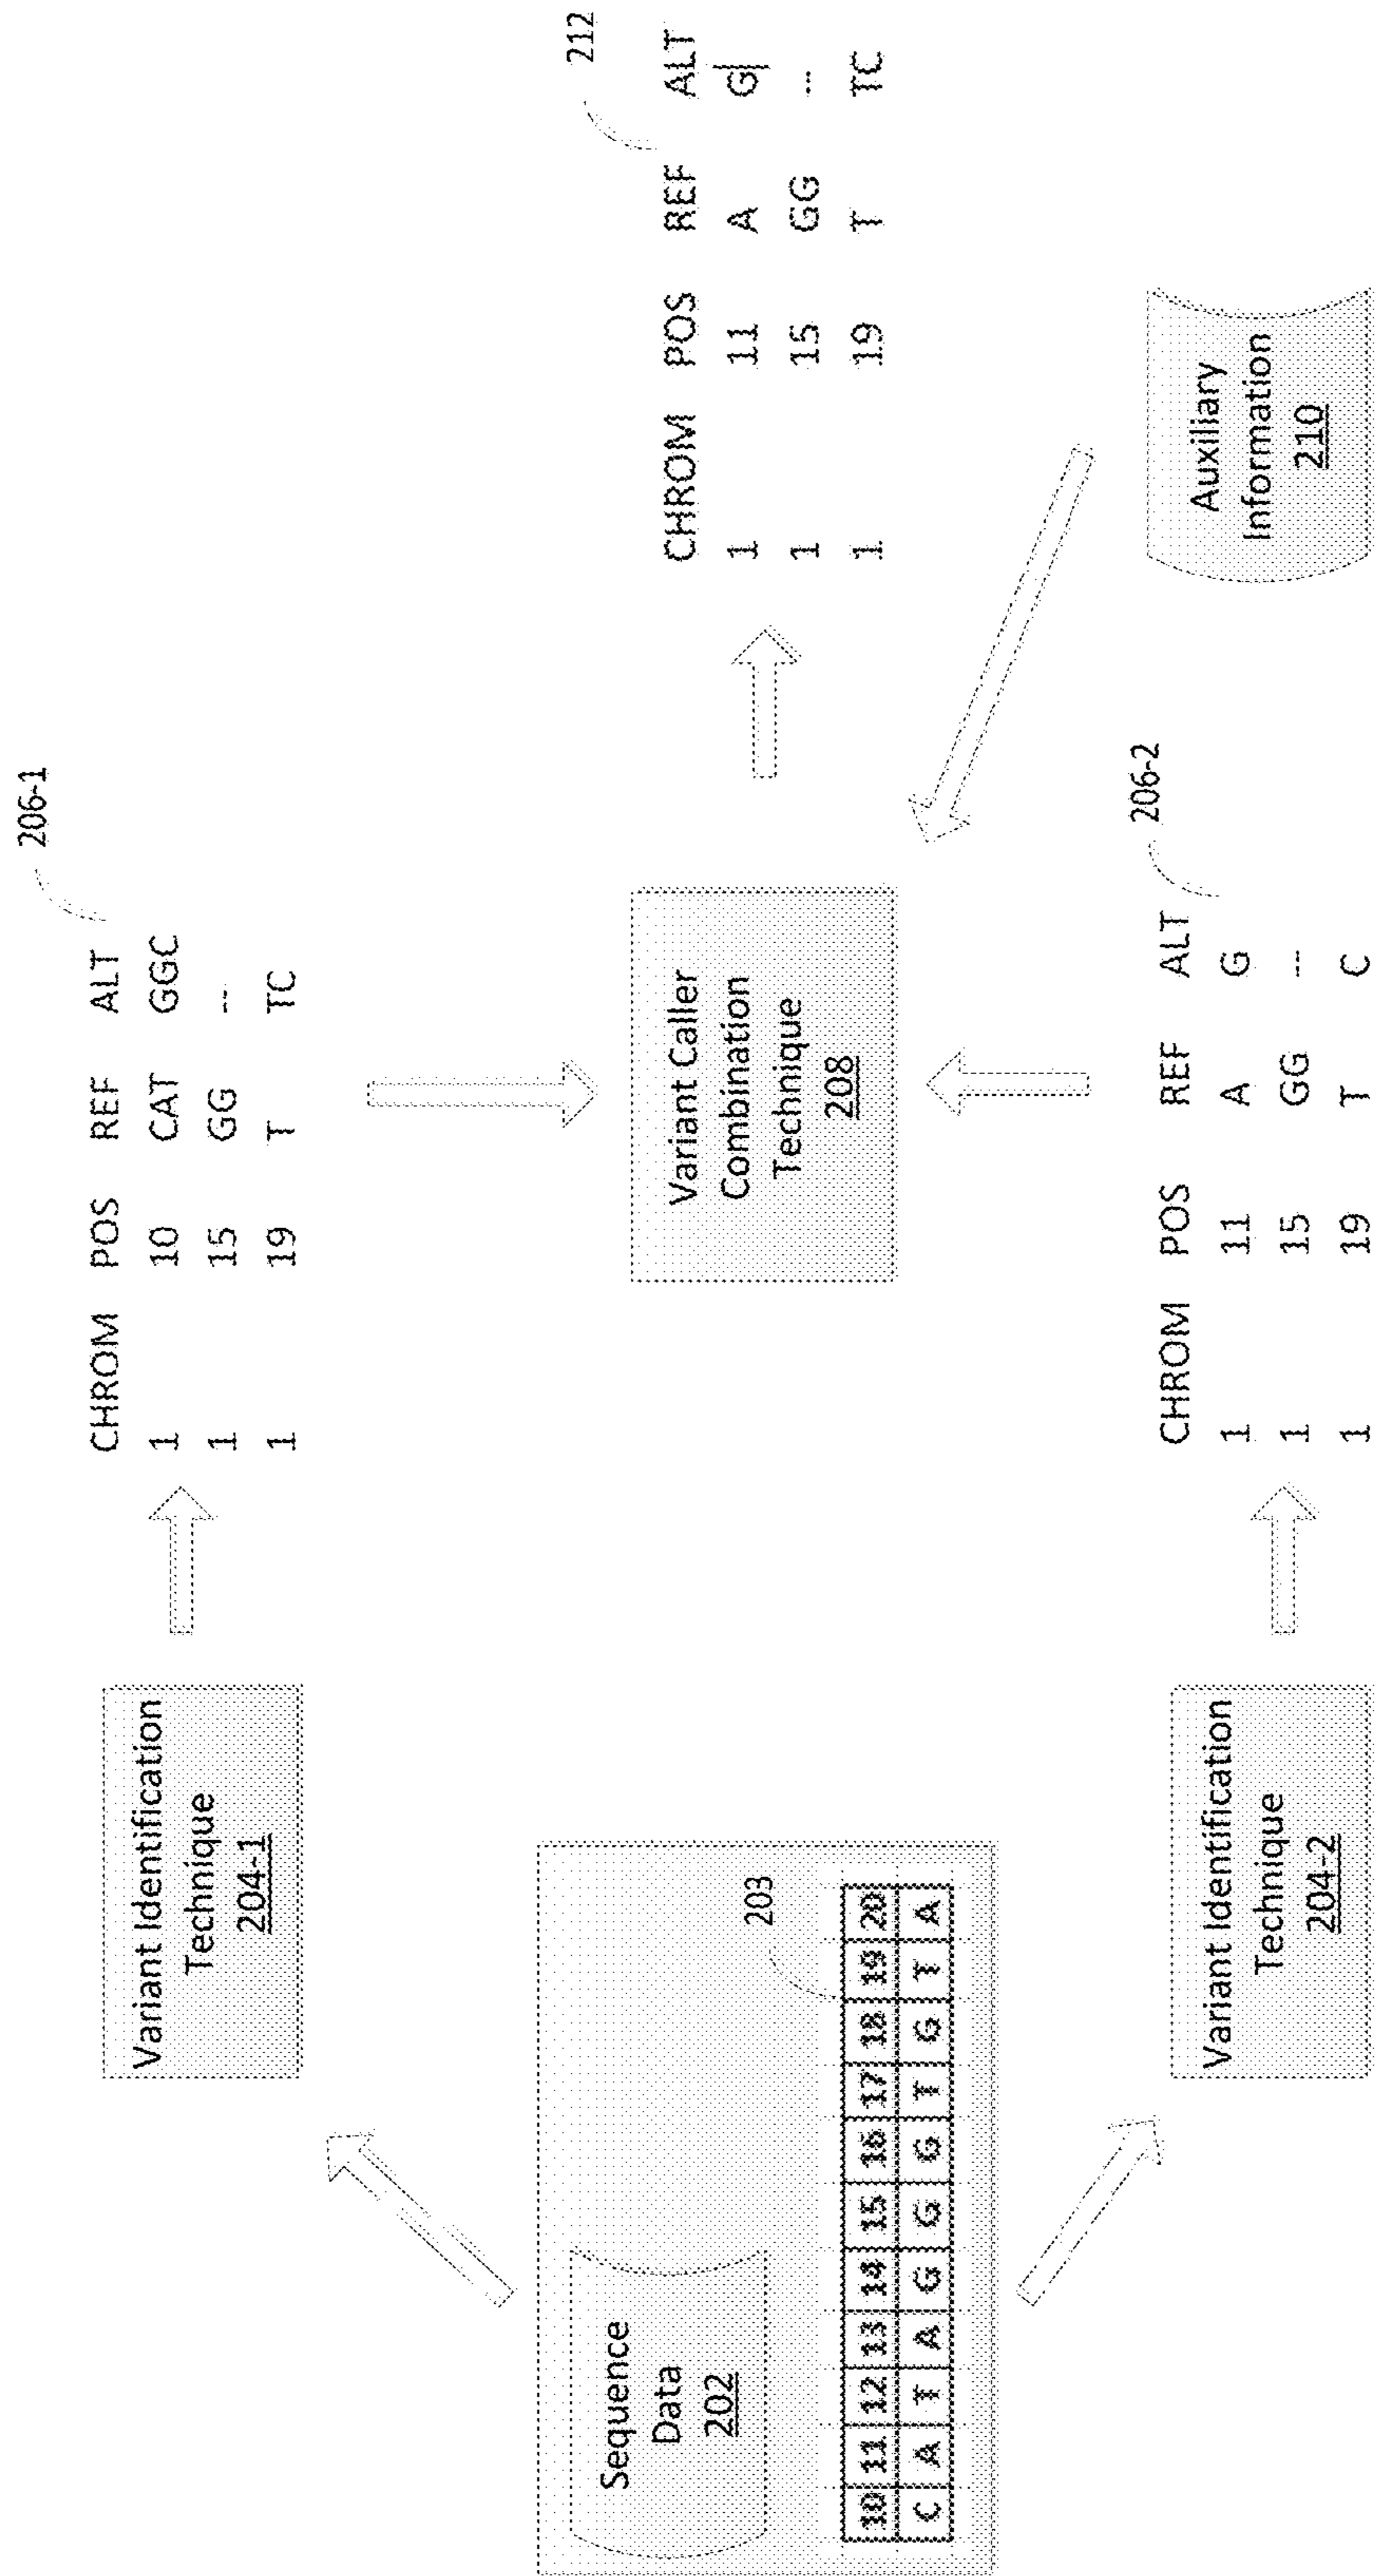 Sequence
Data
202
203
10 11 12 13 14 15 16 17 18 19 20
C A T A G G G T G T A
Variant Identification
Technique
204-1
Variant Identification
Technique
204-2
206-1
CHROM POS REF ALT
1 10 CAT GGC
1 15 GG --
1 19 T TC
Variant Caller
Combination
Technique
208
206-2
CHROM POS REF ALT
1 11 A G
1 15 GG --
1 19 T C
212
CHROM POS REF ALT
1 11 A G|
1 15 GG --
1 19 T TC
Auxiliary
Information
210